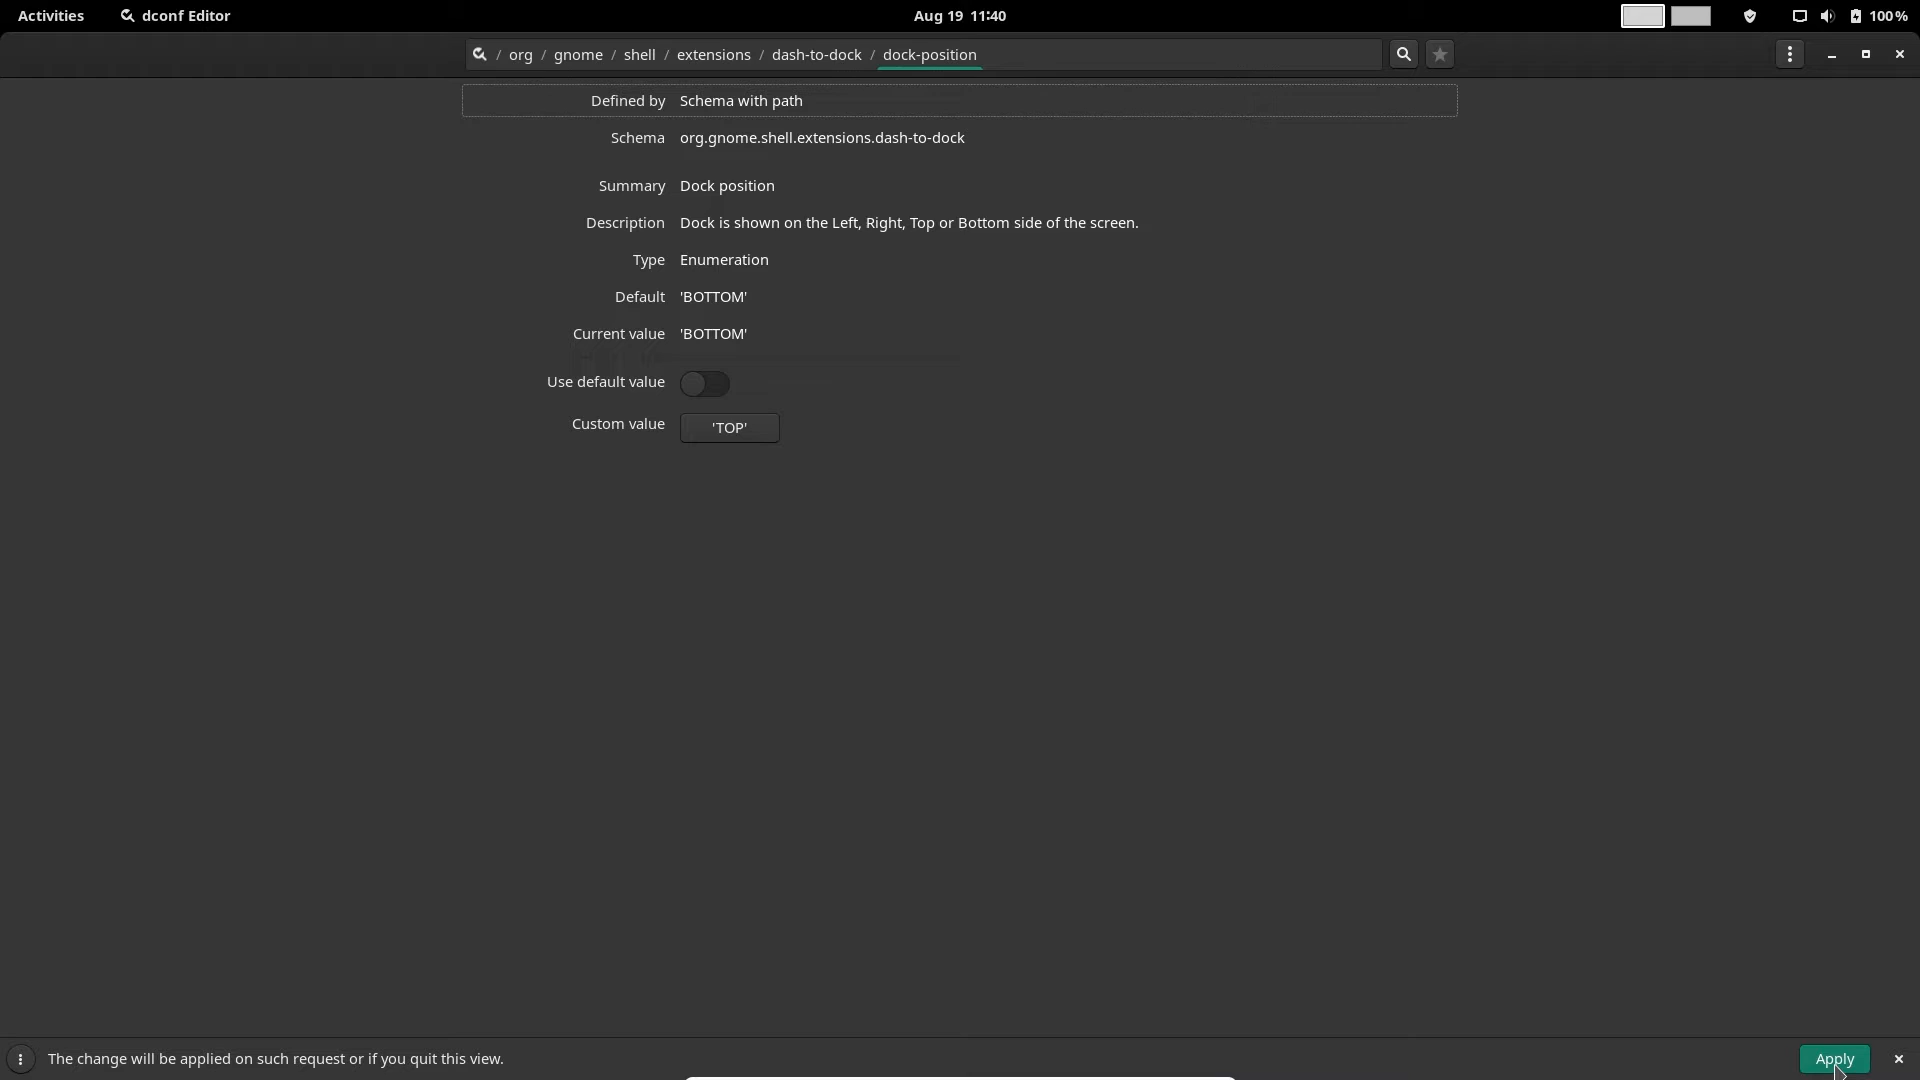 Activities dconf Editor Aug 19 11:40 100 %
/ org / gnome / shell / extensions / dash-to-dock / dock-position
Defined by Schema with path
Schema org.gnome.shell.extensions.dash-to-dock
Summary Dock position
Description Dock is shown on the Left, Right, Top or Bottom side of the screen.
Type Enumeration
Default 'BOTTOM'
Current value 'BOTTOM'
Use default value
Custom value 'TOP'
The change will be applied on such request or if you quit this view. Apply